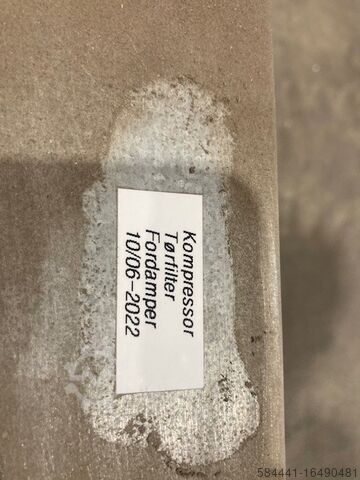 Kompressor
Tørfilter
Fordamper
10/06-2022
584441-16490481